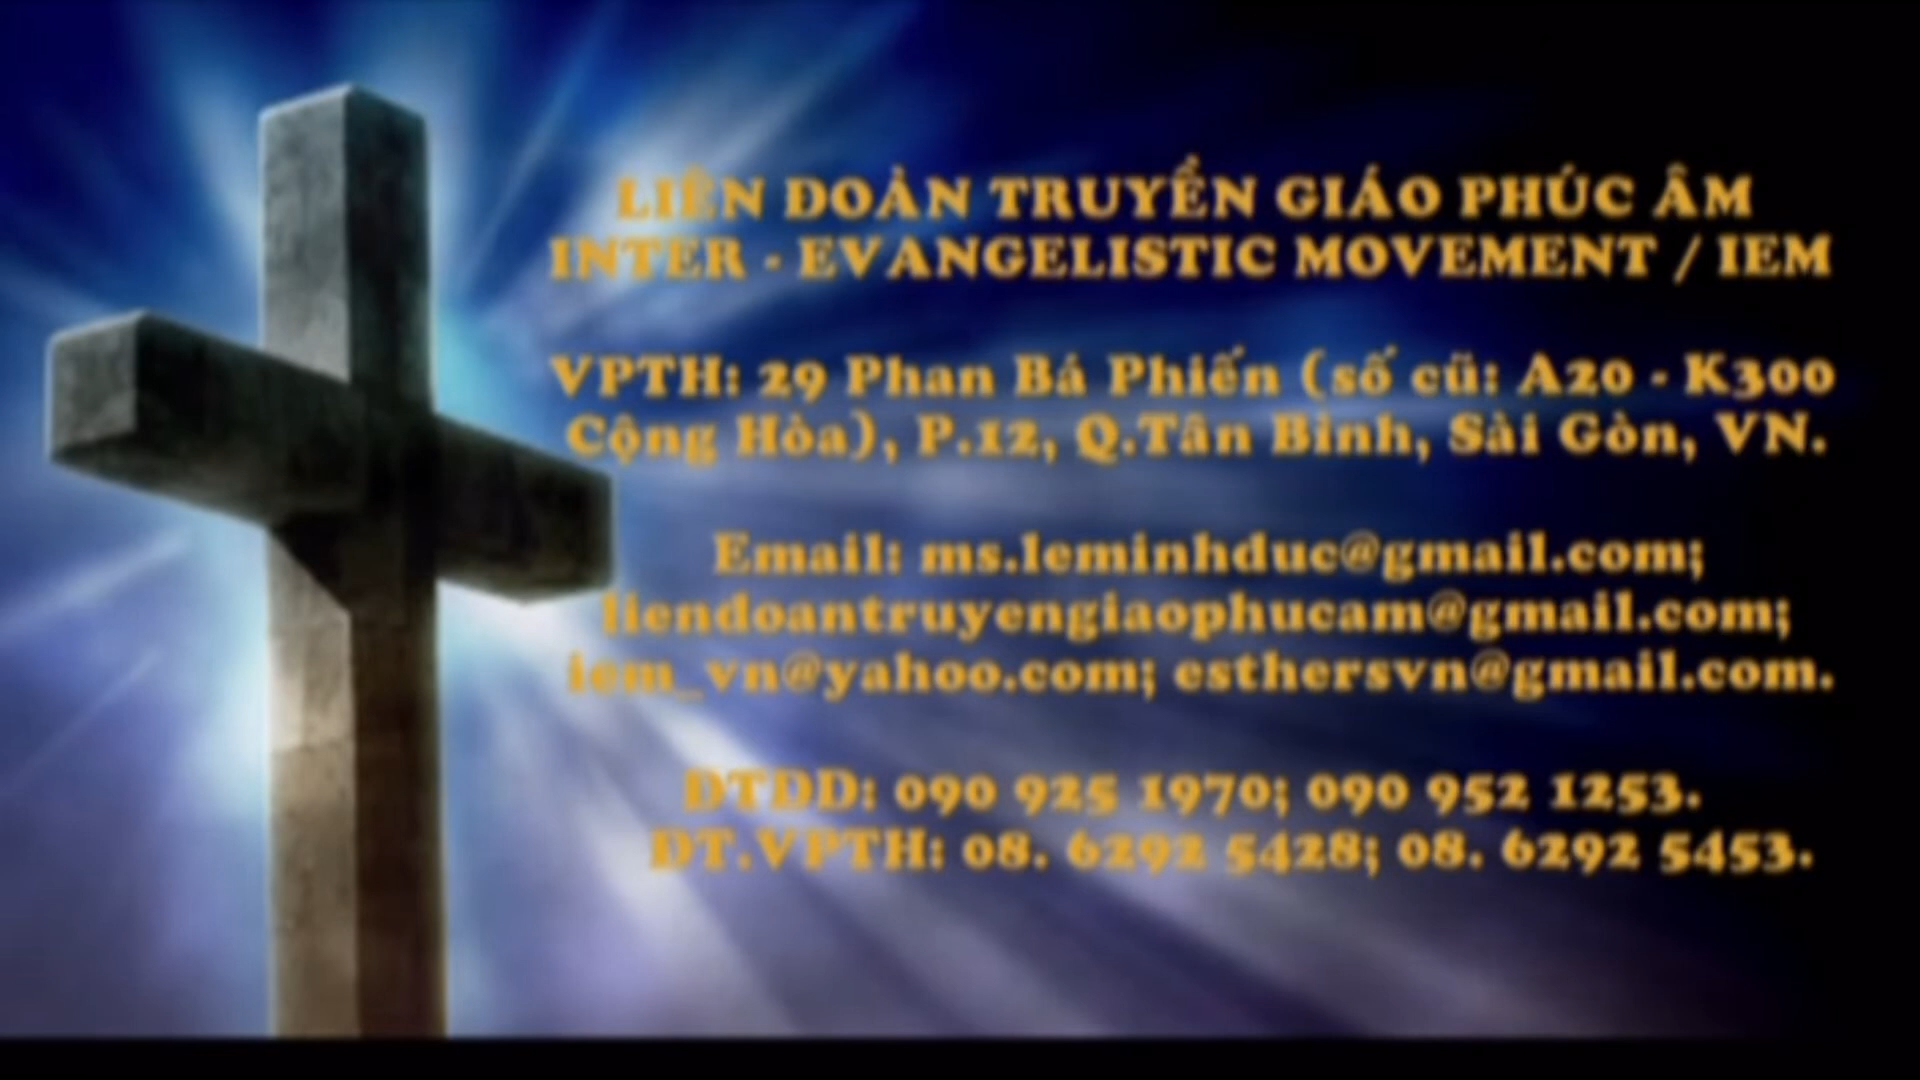 LIÊN ĐOÀN TRUYỀN GIÁO PHÚC ÂM
INTER - EVANGELISTIC MOVEMENT / IEM
VPTH: 29 Phan Bá Phiến (số cũ: A20 - K300
Cộng Hòa), P.12, Q.Tân Bình, Sài Gòn, VN.
Email: ms.leminhduc@gmail.com;
liendoantruyengiaophucam@gmail.com;
iem_vn@yahoo.com; esthersvn@gmail.com.
ĐTDĐ: 090 925 1970; 090 952 1253.
ĐT.VPTH: 08. 6292 5428; 08. 6292 5453.